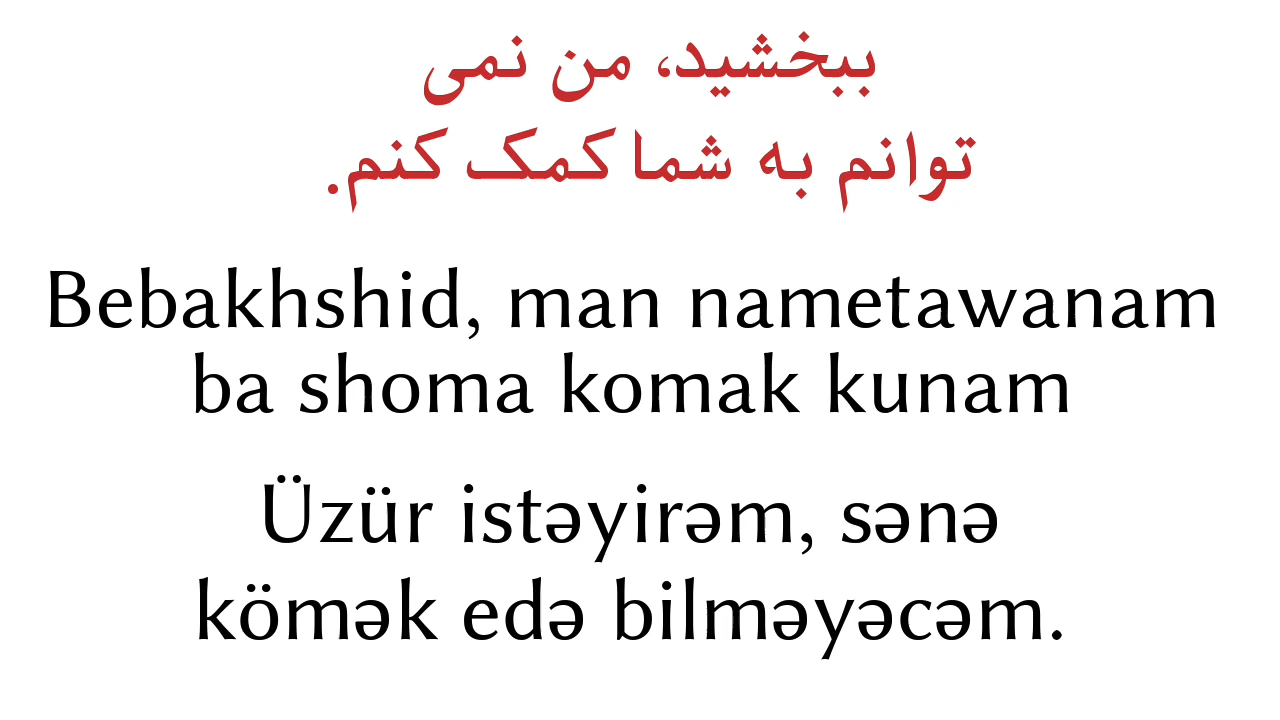 ببخشید، من نمی
توانم به شما کمک کنم.
Bebakhshid, man nametawanam
ba shoma komak kunam
Üzür istəyirəm, sənə
kömək edə bilməyəcəm.